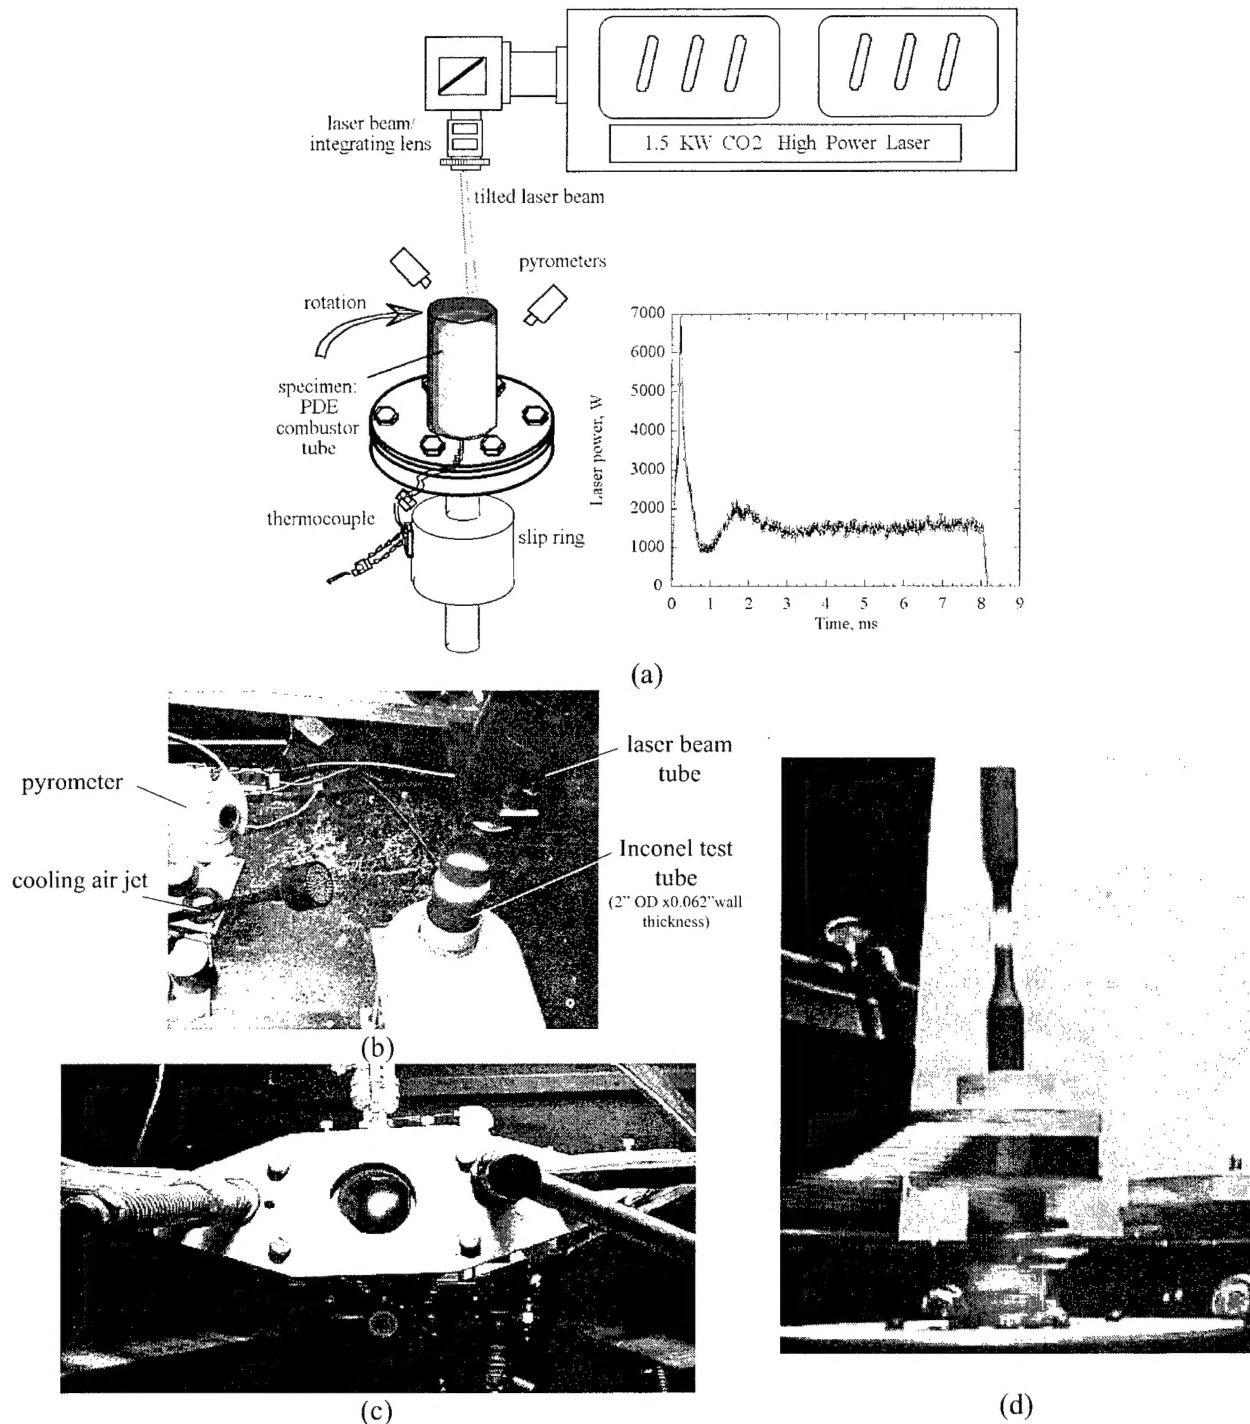 1.5 KW CO2 High Power Laser
laser beam/
integrating lens
tilted laser beam
pyrometers
rotation
specimen:
PDE
combustor
tube
thermocouple
slip ring
7000
6000
5000
4000
3000
2000
1000
0
Laser power, W
0 1 2 3 4 5 6 7 8 9
Time, ms
(a)
pyrometer
cooling air jet
laser beam
tube
Inconel test
tube
(2" OD x0.062"wall
thickness)
(b)
(c)
(d)